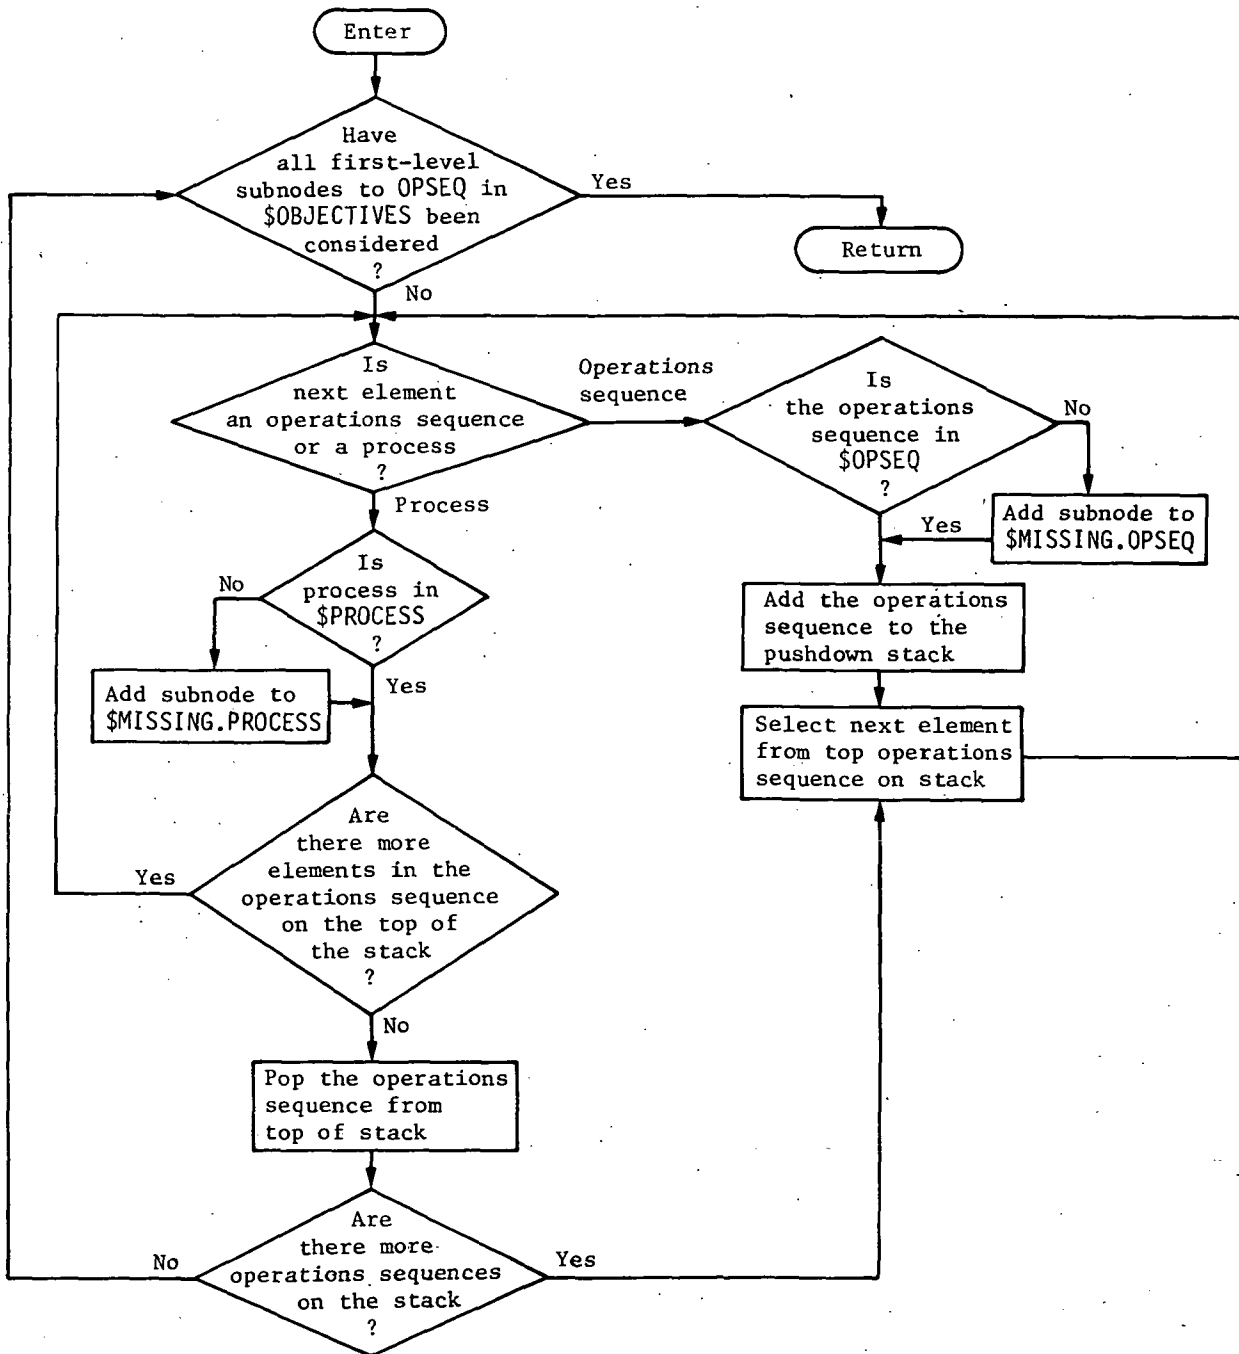 Enter
Have
all first-level
subnodes to OPSEQ in
$OBJECTIVES been
considered
?
Yes
Return
No
Is
next element
an operations sequence
or a process
?
Operations
sequence
Is
the operations
sequence in
$OPSEQ
?
No
Add subnode to
$MISSING.OPSEQ
Yes
Add the operations
sequence to the
pushdown stack
Select next element
from top operations
sequence on stack
Process
Is
process in
$PROCESS
?
No
Add subnode to
$MISSING.PROCESS
Yes
Are
there more
elements in the
operations sequence
on the top of
the stack
?
Yes
No
Pop the operations
sequence from
top of stack
Are
there more
operations sequences
on the stack
?
No
Yes